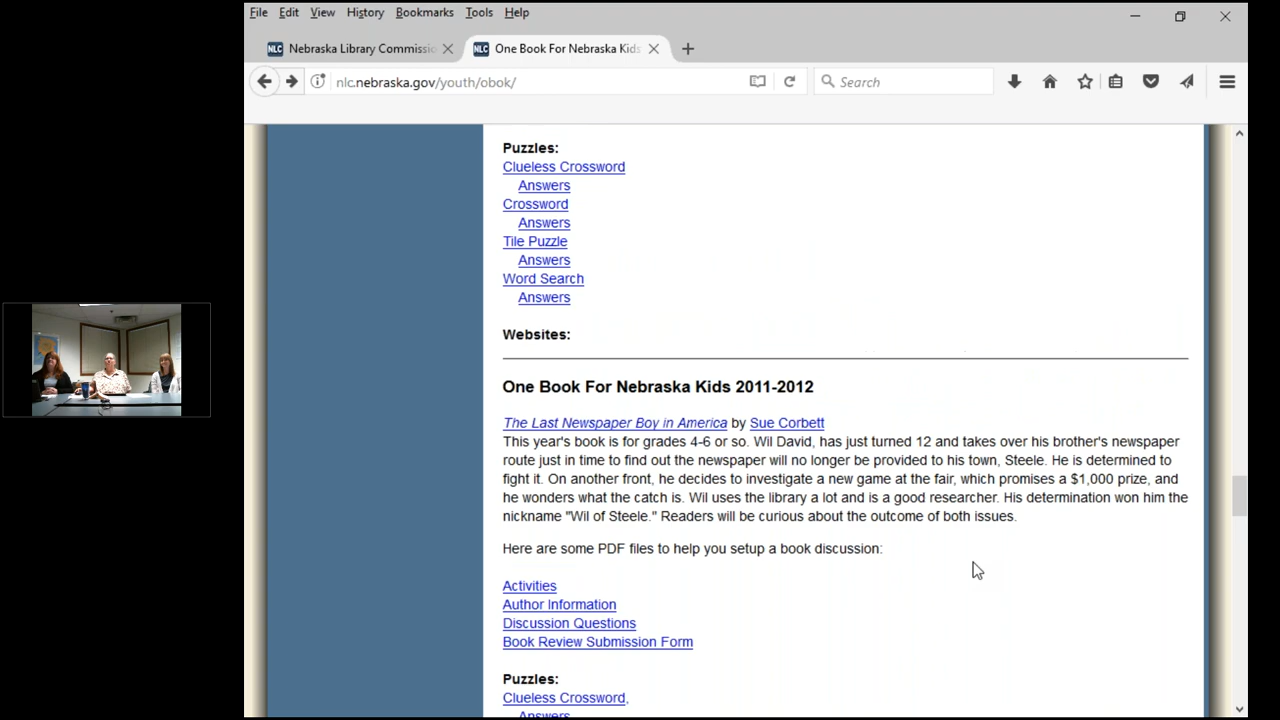 File Edit View History Bookmarks Tools Help
NLC Nebraska Library Commissio NLC One Book For Nebraska Kids
nlc.nebraska.gov/youth/obok/ Search
Puzzles:
Clueless Crossword
Answers
Crossword
Answers
Tile Puzzle
Answers
Word Search
Answers
Websites:
One Book For Nebraska Kids 2011-2012
The Last Newspaper Boy in America by Sue Corbett
This year's book is for grades 4-6 or so. Wil David, has just turned 12 and takes over his brother's newspaper
route just in time to find out the newspaper will no longer be provided to his town, Steele. He is determined to
fight it. On another front, he decides to investigate a new game at the fair, which promises a $1,000 prize, and
he wonders what the catch is. Wil uses the library a lot and is a good researcher. His determination won him the
nickname "Wil of Steele." Readers will be curious about the outcome of both issues.
Here are some PDF files to help you setup a book discussion:
Activities
Author Information
Discussion Questions
Book Review Submission Form
Puzzles:
Clueless Crossword,
Answers